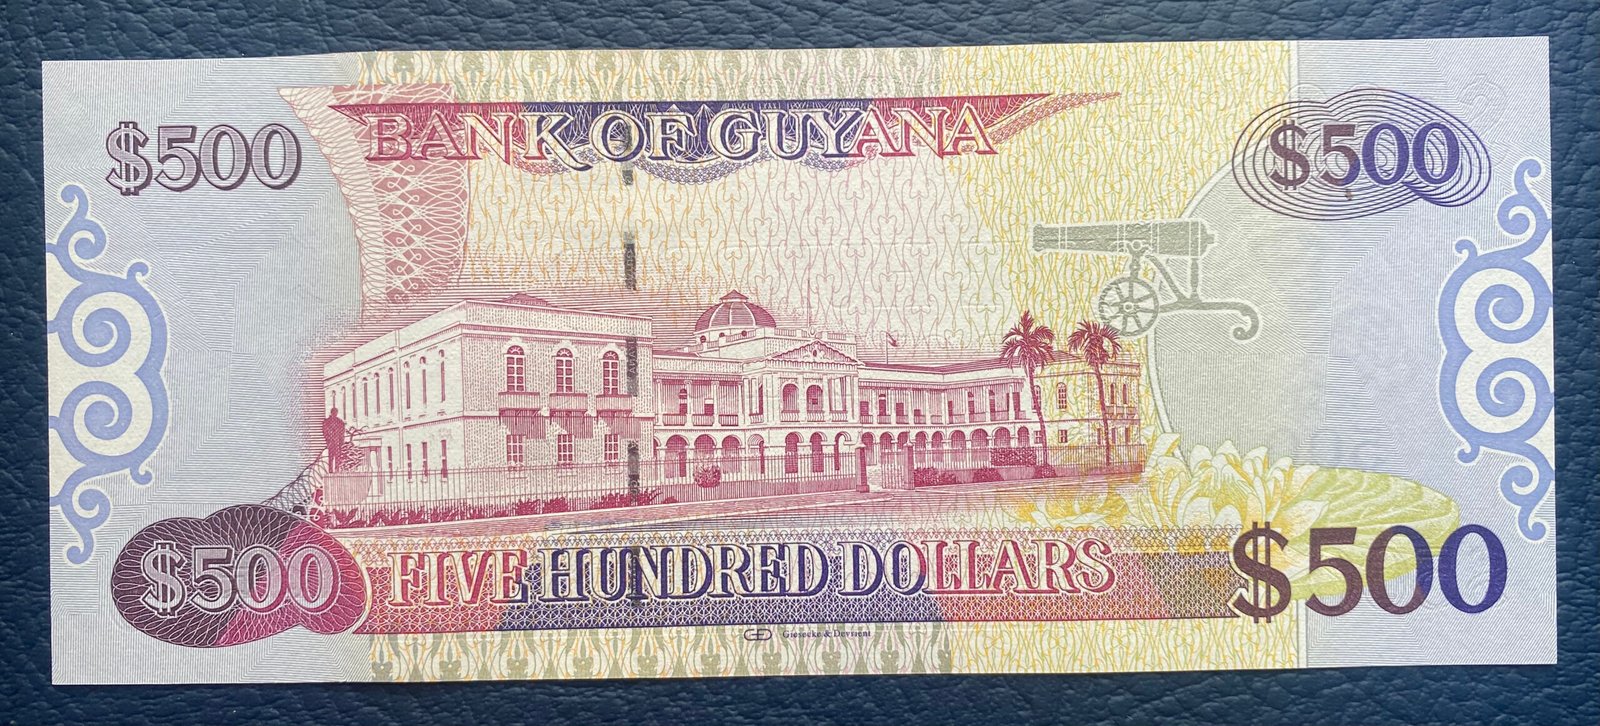 $500
BANK OF GUYANA
$500
$500
FIVE HUNDRED DOLLARS
$500
Giesecke & Devrient